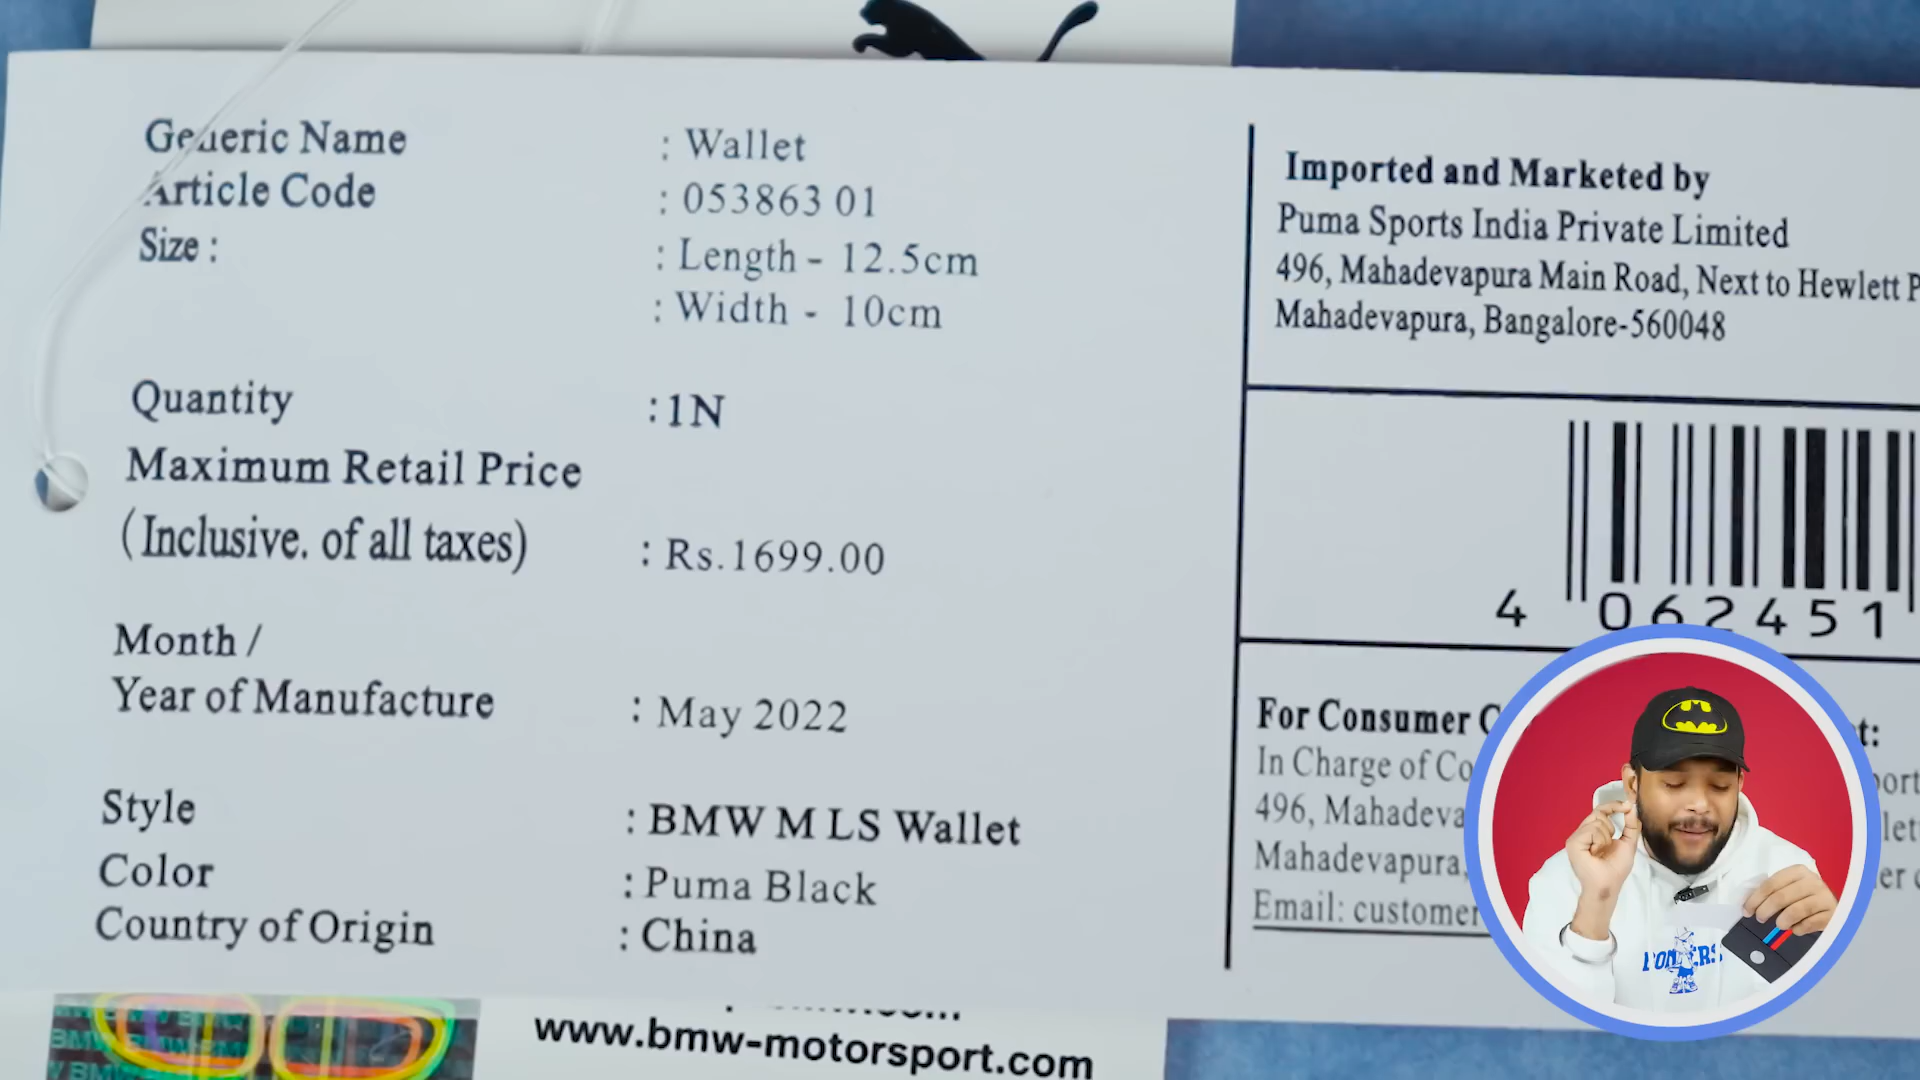 Generic Name : Wallet
Article Code : 053863 01
Size : : Length - 12.5cm
: Width - 10cm
Quantity : 1N
Maximum Retail Price
(Inclusive. of all taxes) : Rs.1699.00
Month /
Year of Manufacture : May 2022
Style : BMW M LS Wallet
Color : Puma Black
Country of Origin : China
Imported and Marketed by
Puma Sports India Private Limited
496, Mahadevapura Main Road, Next to Hewlett P
Mahadevapura, Bangalore-560048
4 062451
For Consumer
In Charge of
496,
Mahadevapura,
Email:
www.bmw-motorsport.com
BMW